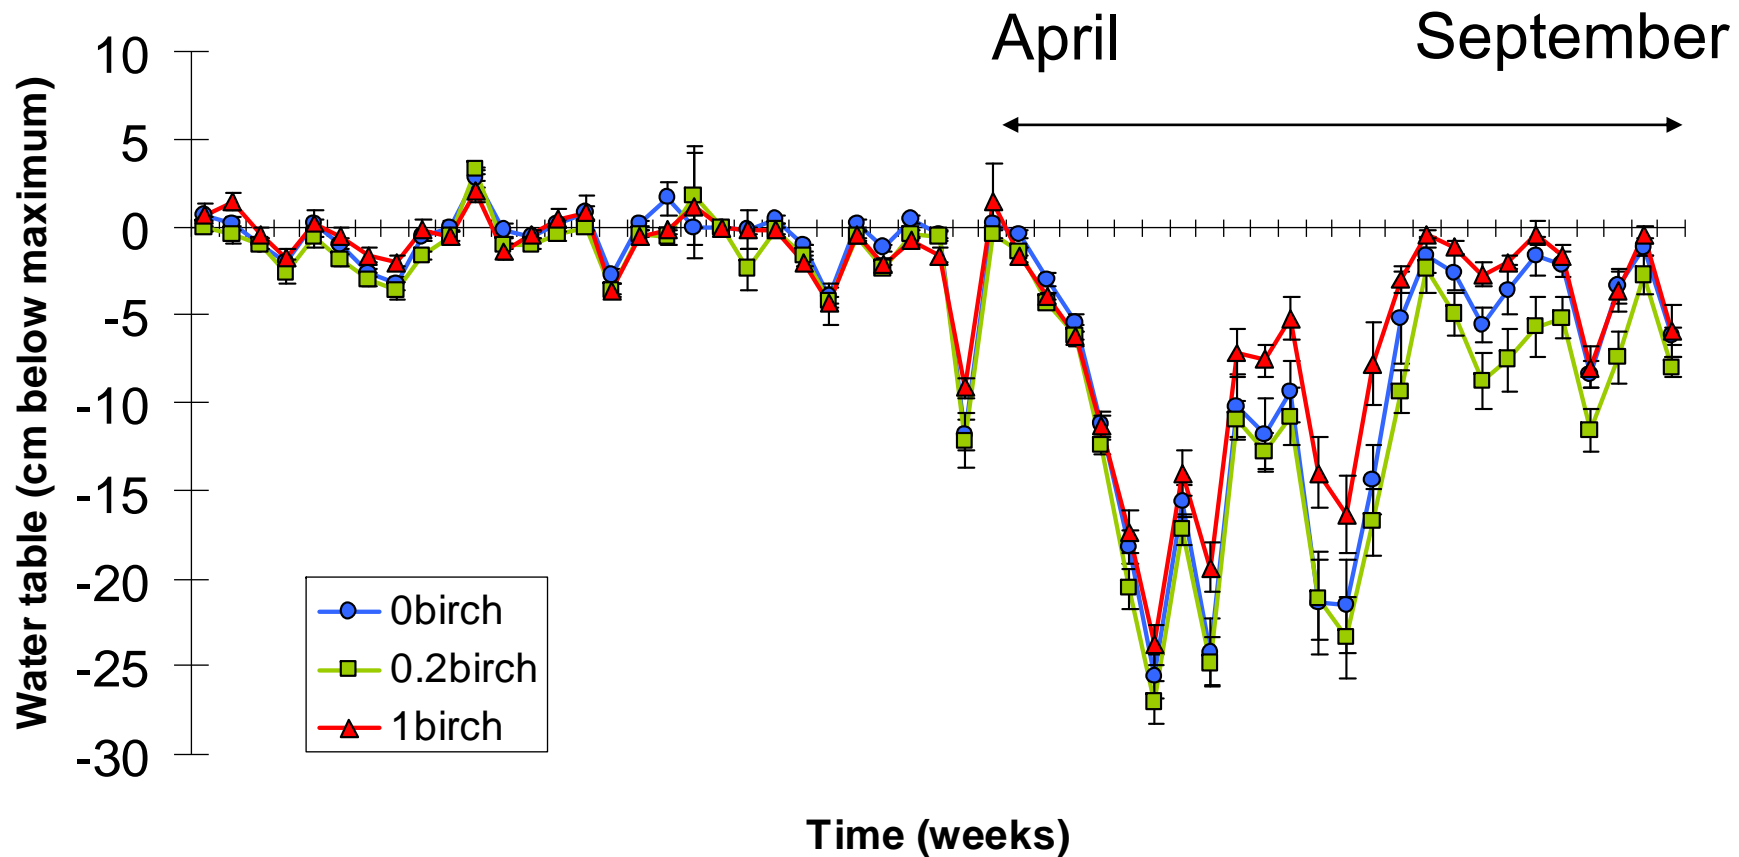 April
September
10
5
0
-5
-10
-15
-20
-25
-30
Water table (cm below maximum)
0birch
0.2birch
1birch
Time (weeks)